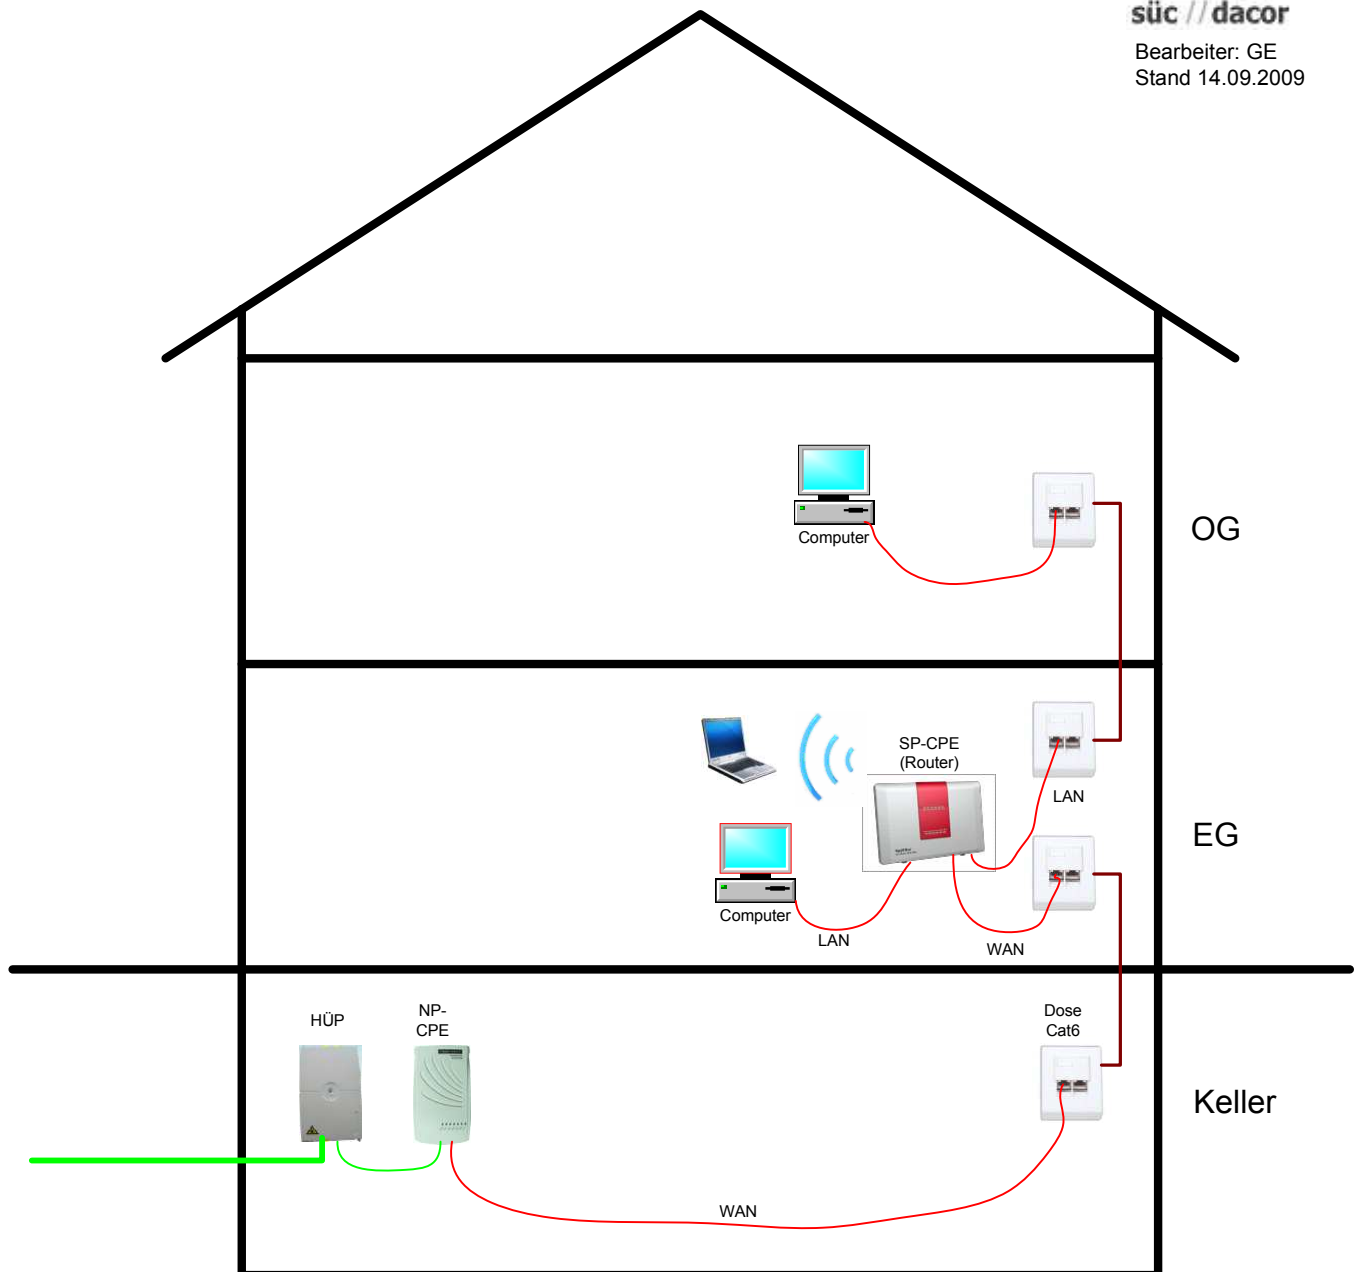 süc // dacor
Bearbeiter: GE
Stand 14.09.2009
Computer
OG
SP-CPE
(Router)
LAN
EG
Computer
LAN
WAN
HÜP
NP-
CPE
Dose
Cat6
Keller
WAN